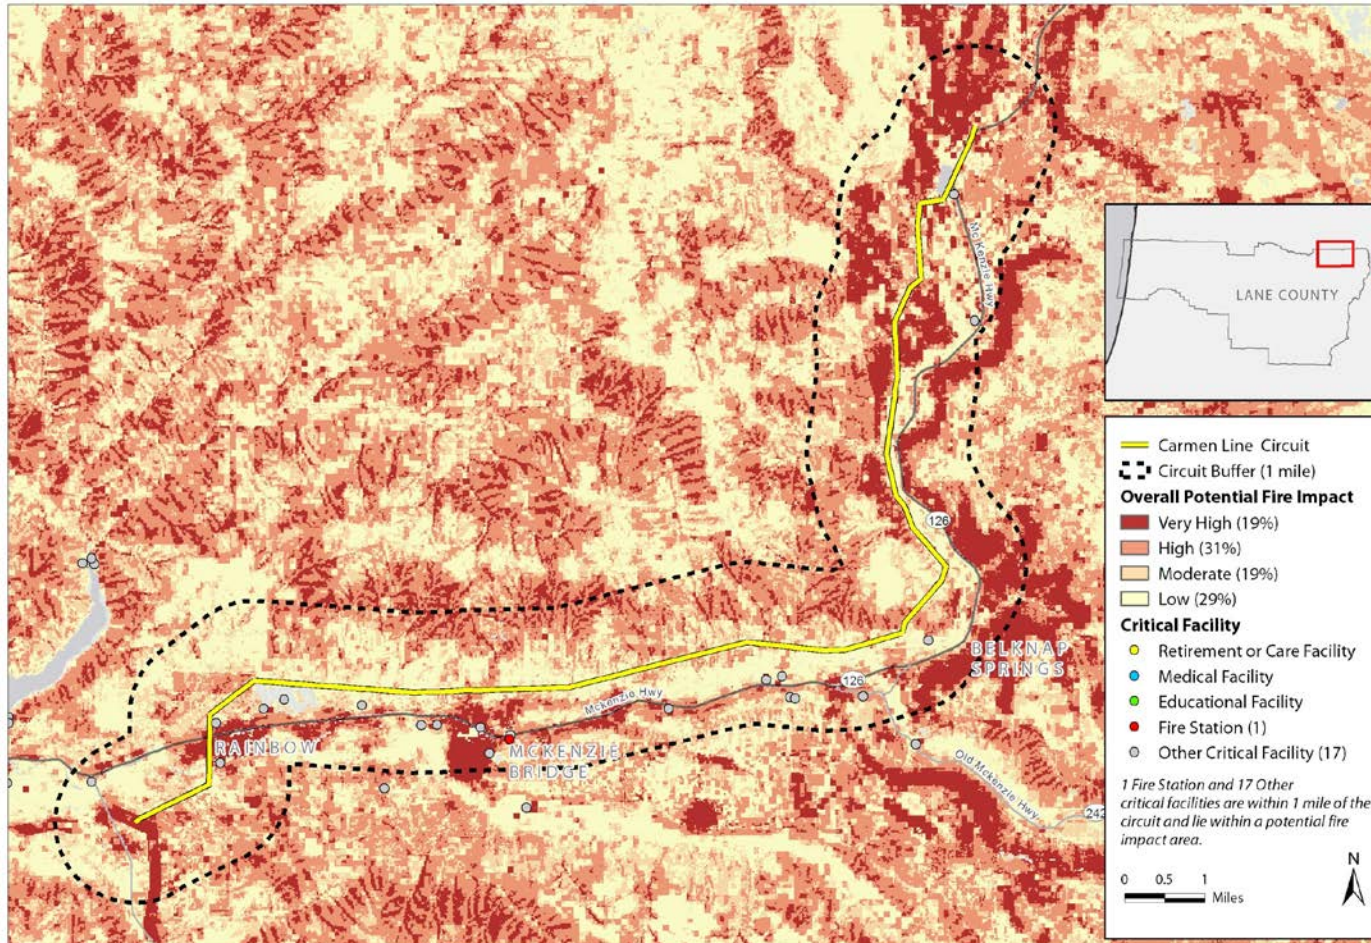 Mc Kenzie Hwy
126
BELKNAP
SPRINGS
126
Mckenzie Hwy
RAINBOW
MCKENZIE
BRIDGE
Old Mckenzie Hwy
242
LANE COUNTY
Carmen Line Circuit
Circuit Buffer (1 mile)
Overall Potential Fire Impact
Very High (19%)
High (31%)
Moderate (19%)
Low (29%)
Critical Facility
Retirement or Care Facility
Medical Facility
Educational Facility
Fire Station (1)
Other Critical Facility (17)
1 Fire Station and 17 Other
critical facilities are within 1 mile of the
circuit and lie within a potential fire
impact area.
N
0 0.5 1
Miles